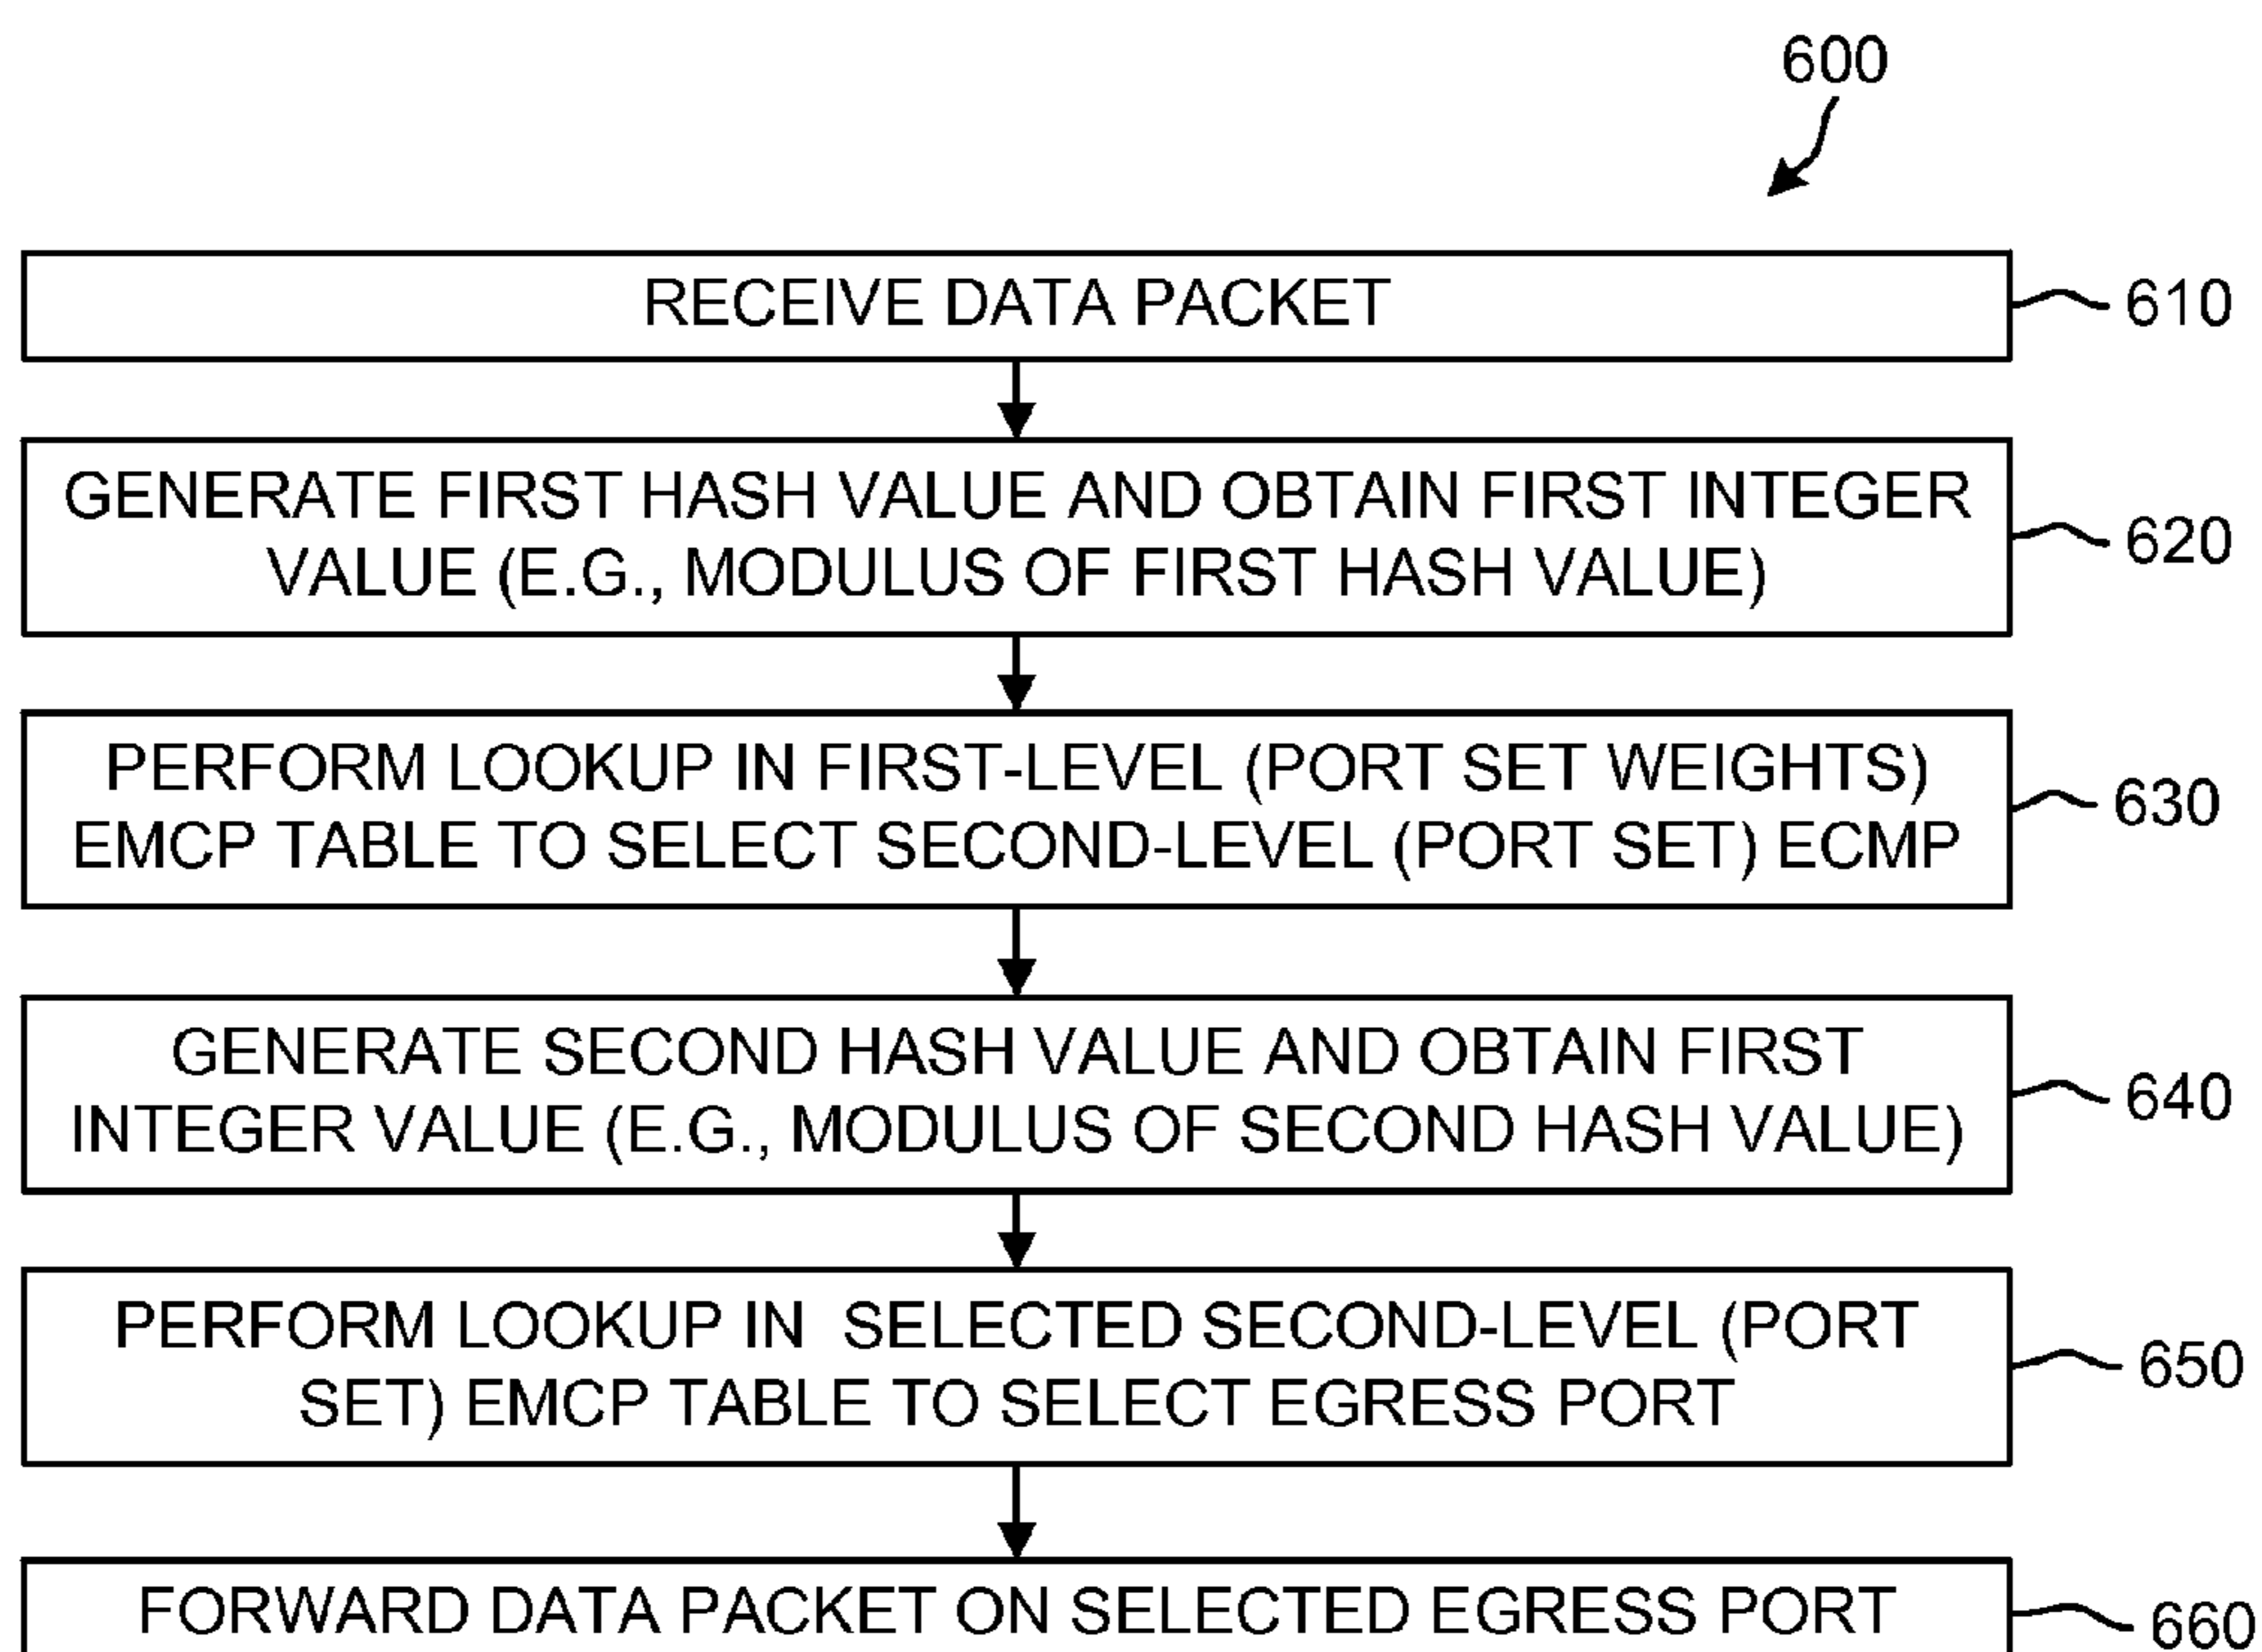 600
RECEIVE DATA PACKET
610
GENERATE FIRST HASH VALUE AND OBTAIN FIRST INTEGER
VALUE (E.G., MODULUS OF FIRST HASH VALUE)
620
PERFORM LOOKUP IN FIRST-LEVEL (PORT SET WEIGHTS)
EMCP TABLE TO SELECT SECOND-LEVEL (PORT SET) ECMP
630
GENERATE SECOND HASH VALUE AND OBTAIN FIRST
INTEGER VALUE (E.G., MODULUS OF SECOND HASH VALUE)
640
PERFORM LOOKUP IN SELECTED SECOND-LEVEL (PORT
SET) EMCP TABLE TO SELECT EGRESS PORT
650
FORWARD DATA PACKET ON SELECTED EGRESS PORT
660